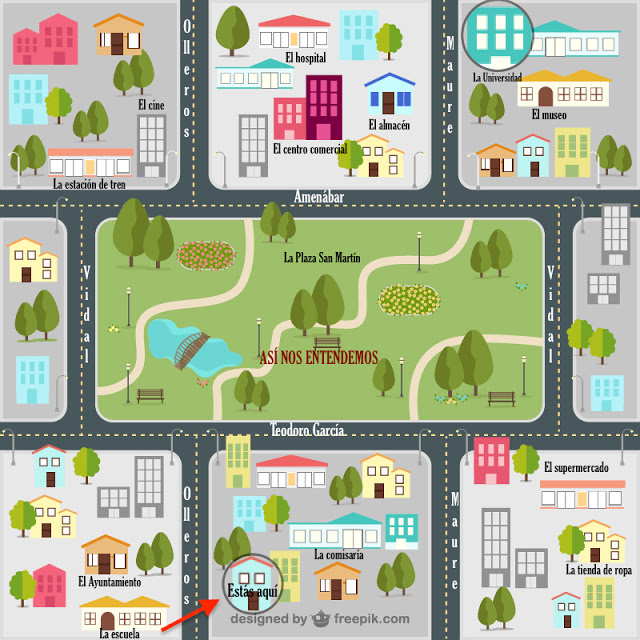 Olleros
Maure
El cine
El hospital
El almacén
El centro comercial
La estación de tren
La Universidad
El museo
Amenábar
Vidal
La Plaza San Martín
Vidal
ASÍ NOS ENTENDEMOS
Teodoro García
Olleros
Maure
El supermercado
La comisaría
La tienda de ropa
El Ayuntamiento
Estás aquí
La escuela
designed by freepik.com